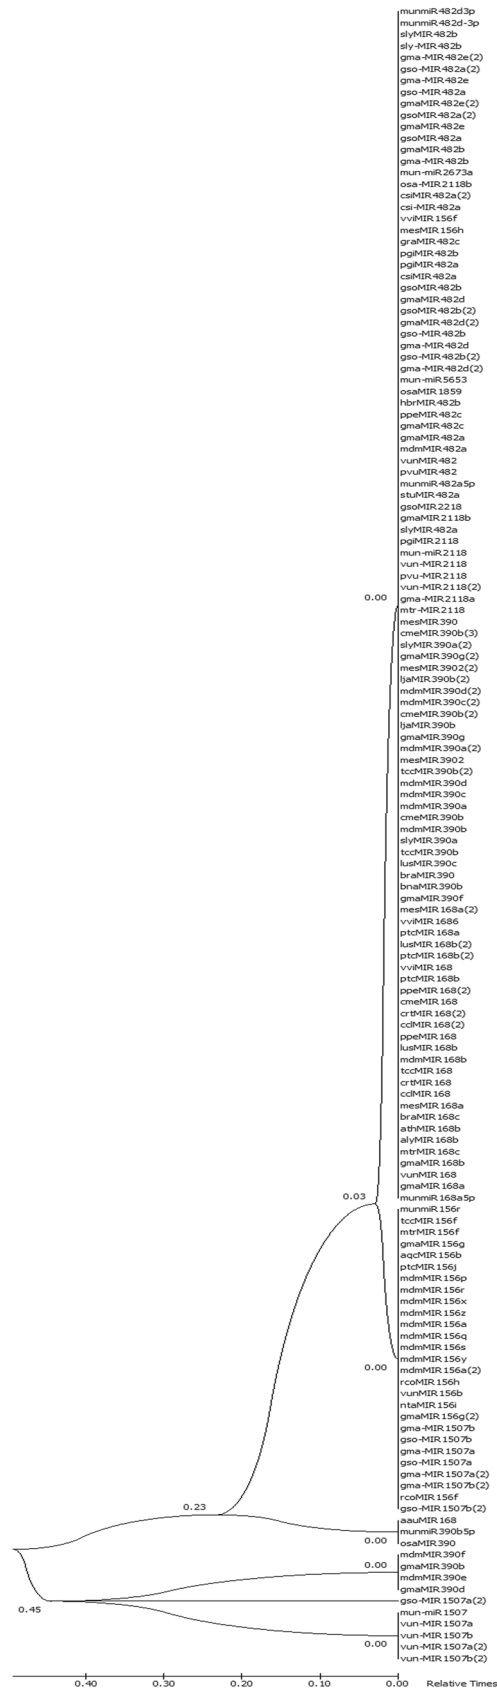 munmiR482d3p
munmiR482d-3p
slyMIR482b
sly-MIR482b
gma-MIR482e(2)
gso-MIR482a(2)
gma-MIR482e
gso-MIR482a
gmaMIR482e(2)
gsoMIR482a(2)
gmaMIR482e
gsoMIR482a
gmaMIR482b
gma-MIR482b
mun-miR2673a
osa-MIR2118b
csiMIR482a(2)
csi-MIR482a
vviMIR156f
mesMIR156h
graMIR482c
pgiMIR482b
pgiMIR482a
csiMIR482a
gsoMIR482b
gmaMIR482d
gsoMIR482b(2)
gmaMIR482d(2)
gso-MIR482b
gma-MIR482d
gso-MIR482b(2)
gma-MIR482d(2)
mun-miR5653
osaMIR1859
hbrMIR482b
ppeMIR482c
gmaMIR482c
gmaMIR482a
mdmMIR482a
vunMIR482
pvuMIR482
munmiR482a5p
stuMIR482a
gsoMIR2218
gmaMIR2118b
slyMIR482a
pgiMIR2118
mun-miR2118
vun-MIR2118
pvu-MIR2118
vun-MIR2118(2)
0.00 gma-MIR2118a
mtr-MIR2118
mesMIR390
cmeMIR390b(3)
slyMIR390a(2)
gmaMIR390g(2)
mesMIR3902(2)
ljaMIR390b(2)
mdmMIR390d(2)
mdmMIR390c(2)
cmeMIR390b(2)
ljaMIR390b
gmaMIR390g
mdmMIR390a(2)
mesMIR3902
tccMIR390b(2)
mdmMIR390d
mdmMIR390c
mdmMIR390a
cmeMIR390b
mdmMIR390b
slyMIR390a
tccMIR390b
lusMIR390c
braMIR390
bnaMIR390b
gmaMIR390f
mesMIR168a(2)
vviMIR1686
ptcMIR168a
lusMIR168b(2)
ptcMIR168b(2)
vviMIR168
ptcMIR168b
ppeMIR168(2)
cmeMIR168
crtMIR168(2)
cclMIR168(2)
ppeMIR168
lusMIR168b
mdmMIR168b
tccMIR168
crtMIR168
cclMIR168
mesMIR168a
braMIR168c
athMIR168b
alyMIR168b
mtrMIR168c
gmaMIR168b
vunMIR168
gmaMIR168a
0.03 munmiR168a5p
munmiR156r
tccMIR156f
mtrMIR156f
gmaMIR156g
aqcMIR156b
ptcMIR156j
mdmMIR156p
mdmMIR156r
mdmMIR156x
mdmMIR156z
mdmMIR156a
mdmMIR156q
mdmMIR156s
mdmMIR156y
0.00 mdmMIR156a(2)
rcoMIR156h
vunMIR156b
ntaMIR156i
gmaMIR156g(2)
gma-MIR1507b
gso-MIR1507b
gma-MIR1507a
gso-MIR1507a
gma-MIR1507a(2)
gma-MIR1507b(2)
rcoMIR156f
0.23 gso-MIR1507b(2)
aauMIR168
munmiR390b5p
0.00 osaMIR390
mdmMIR390f
0.00 gmaMIR390b
mdmMIR390e
gmaMIR390d
gso-MIR1507a(2)
0.45 mun-miR1507
vun-MIR1507a
vun-MIR1507b
0.00 vun-MIR1507a(2)
vun-MIR1507b(2)
0.40 0.30 0.20 0.10 0.00 Relative Times